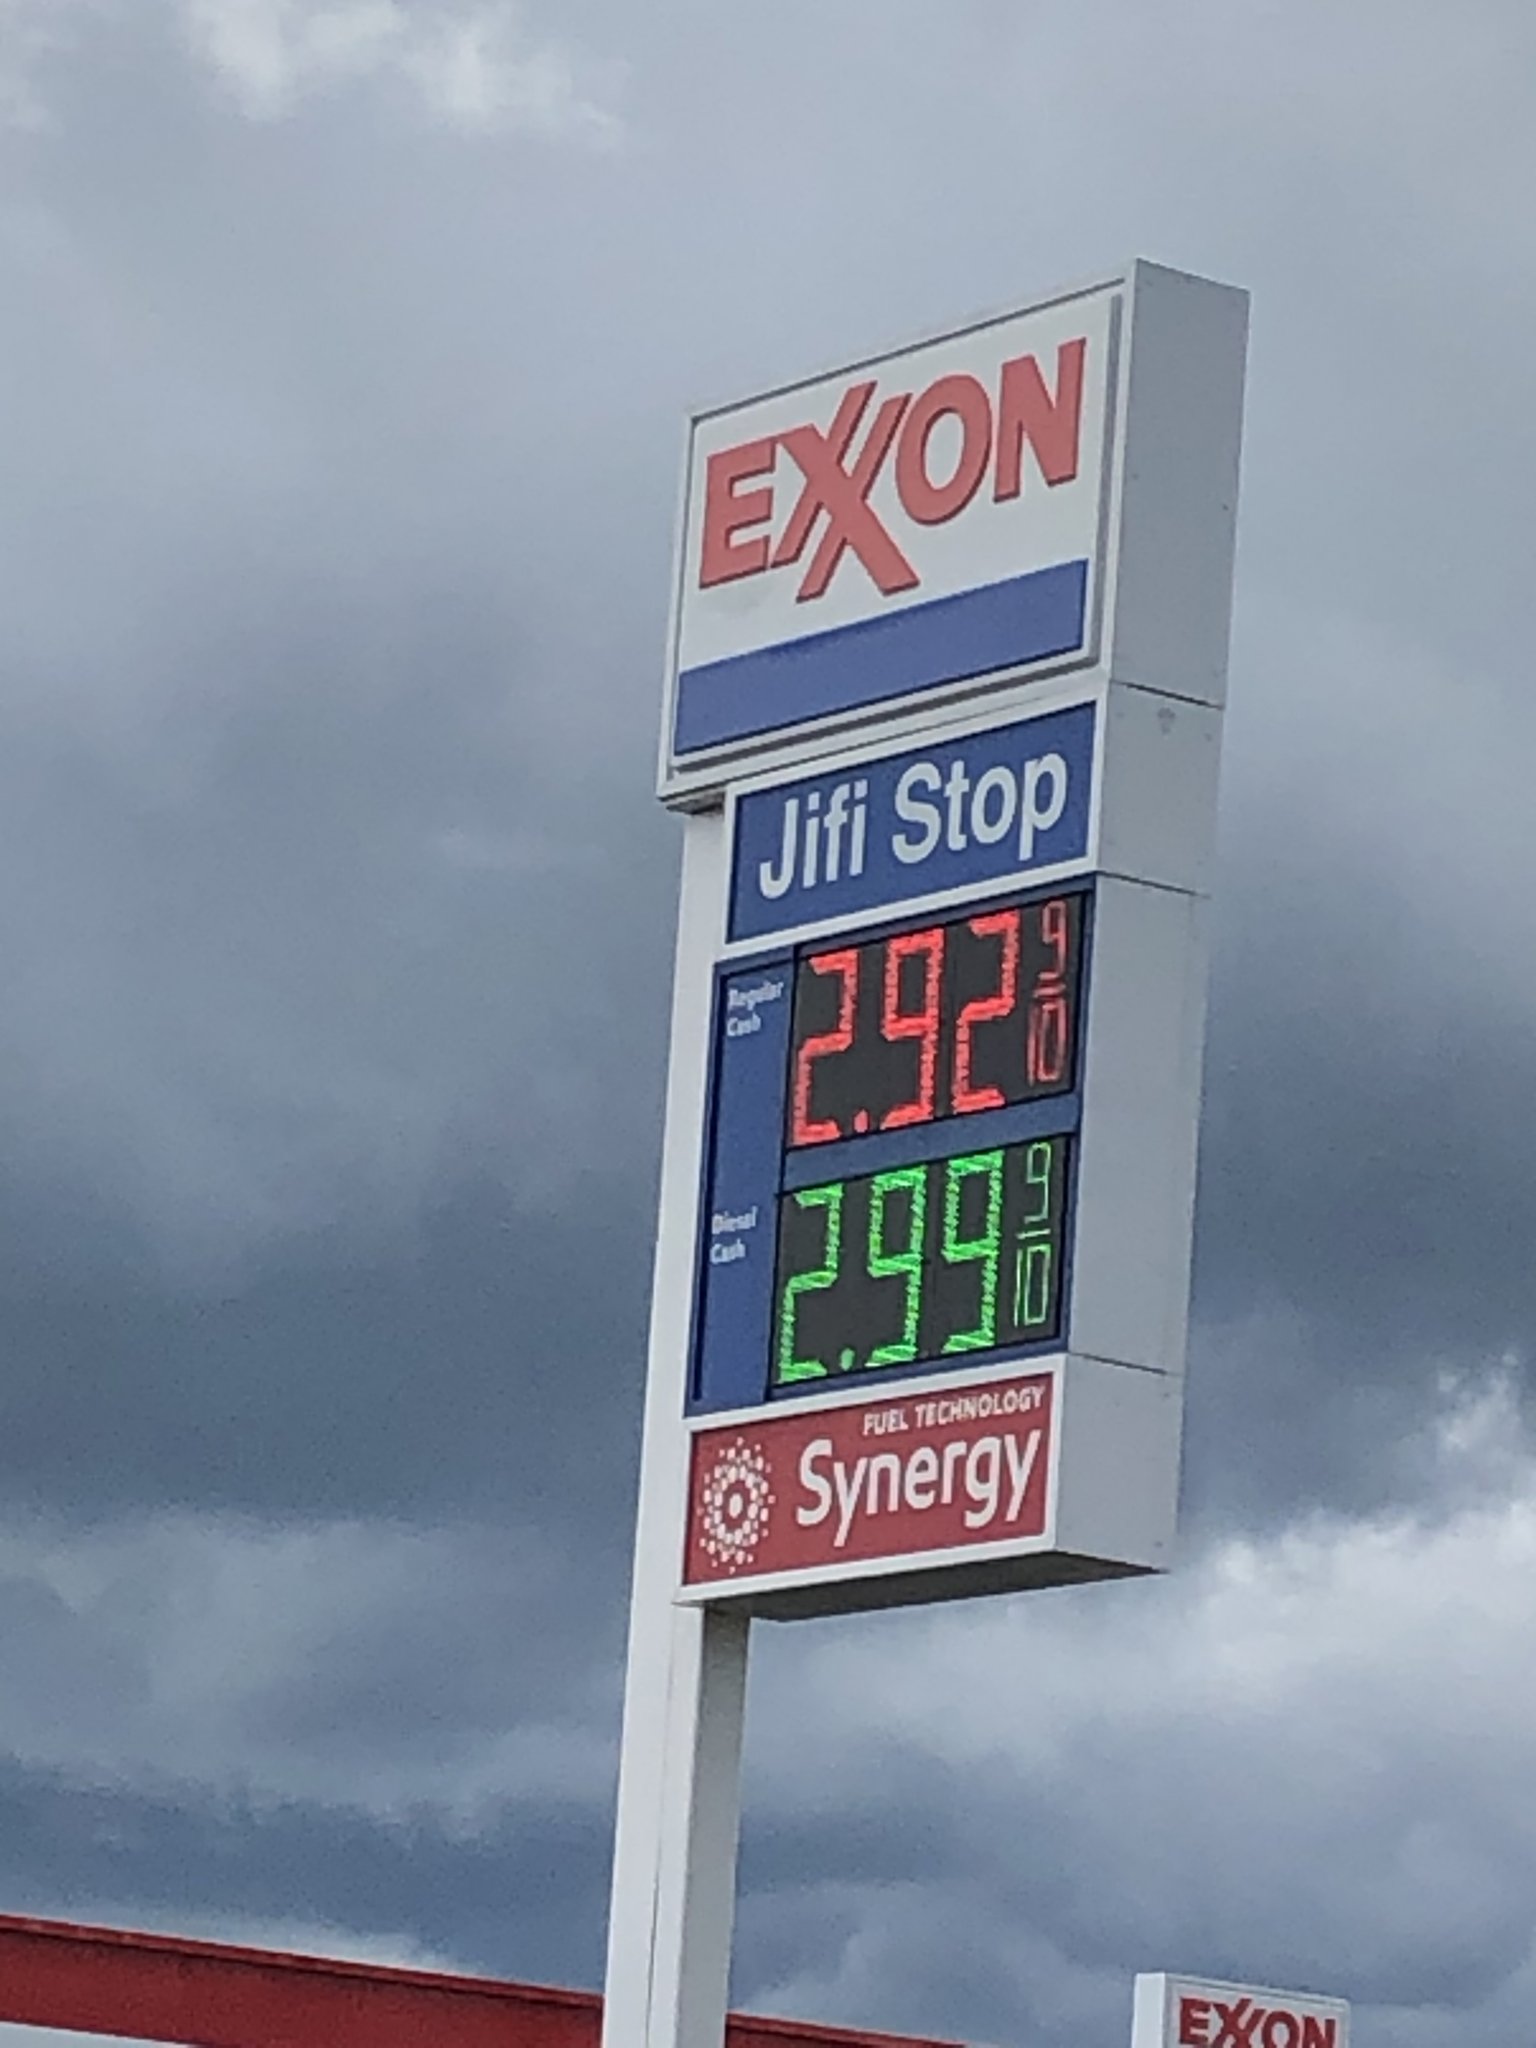 EXXON
Jifi Stop
Regular
Cash
2.92 9/10
Diesel
Cash
2.99 9/10
FUEL TECHNOLOGY
Synergy
EXXON